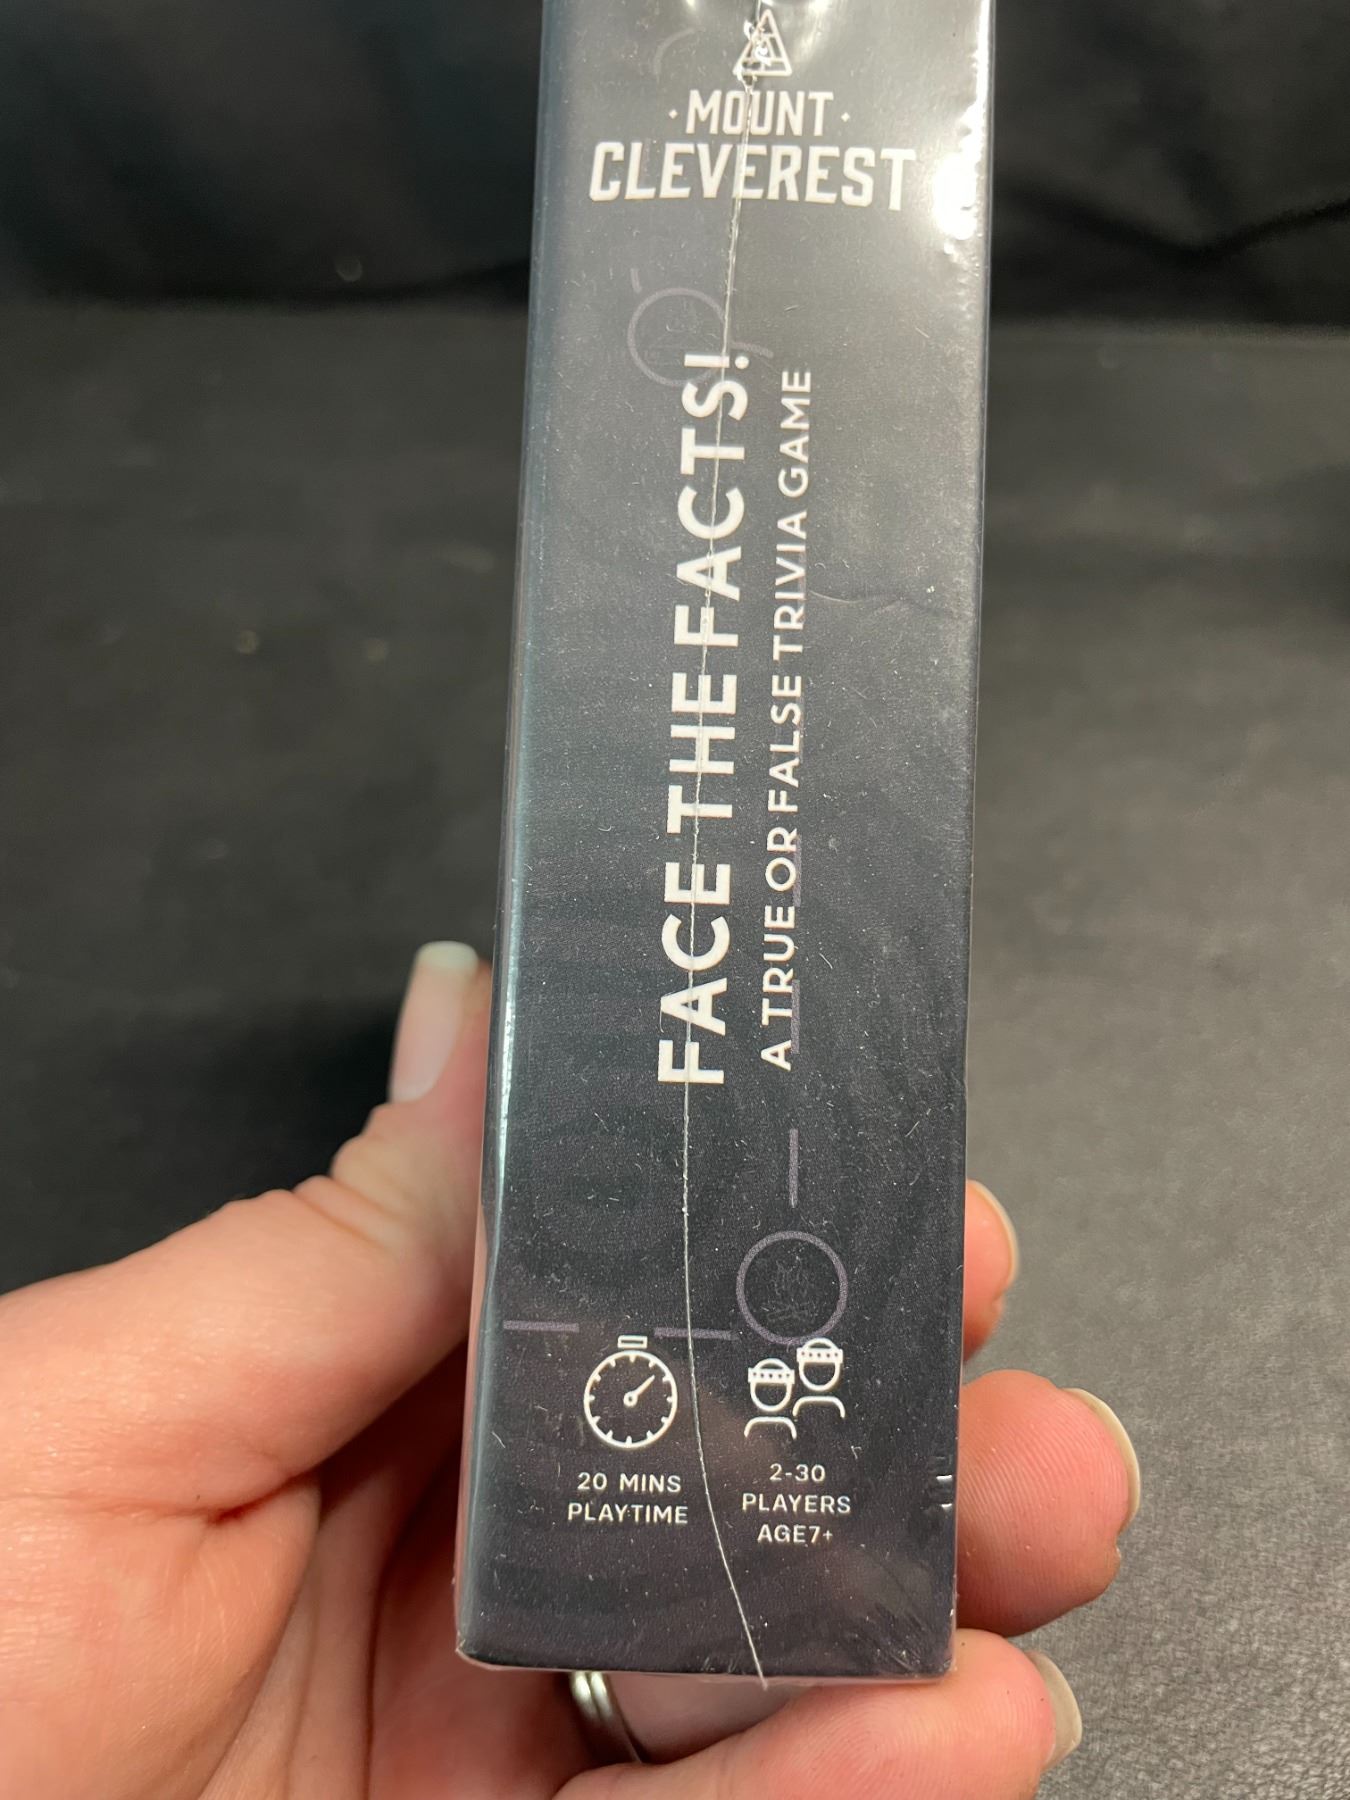 · MOUNT ·
CLEVEREST
FACE THE FACTS!
A TRUE OR FALSE TRIVIA GAME
20 MINS
PLAYTIME
2-30
PLAYERS
AGE7+